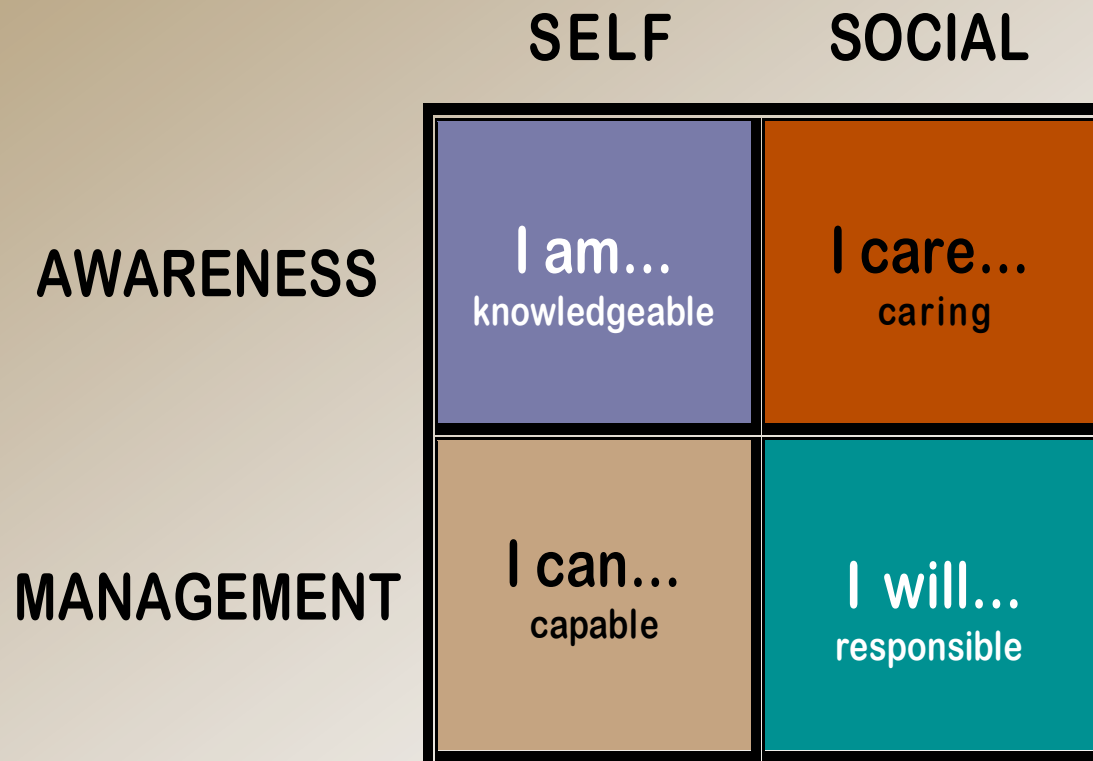 SELF SOCIAL
AWARENESS
I am...
knowledgeable
I care...
caring
MANAGEMENT
I can...
capable
I will...
responsible